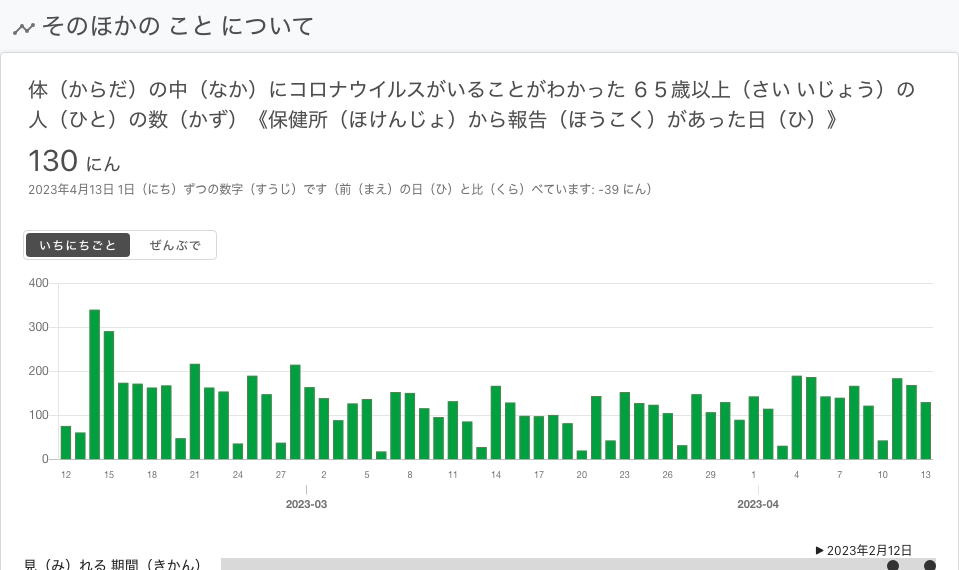 そのほかの こと について
体（からだ）の中（なか）にコロナウイルスがいることがわかった ６５歳以上（さい いじょう）の
人（ひと）の数（かず）《保健所（ほけんじょ）から報告（ほうこく）があった日（ひ）》
130 にん
2023年4月13日 1日（にち）ずつの数字（すうじ）です（前（まえ）の日（ひ）と比（くら）べています: -39 にん）
いちにちごと ぜんぶで
400
300
200
100
0
12 15 18 21 24 27 2 5 8 11 14 17 20 23 26 29 1 4 7 10 13
2023-03 2023-04
▶ 2023年2月12日
見（み）れる 期間（きかん）